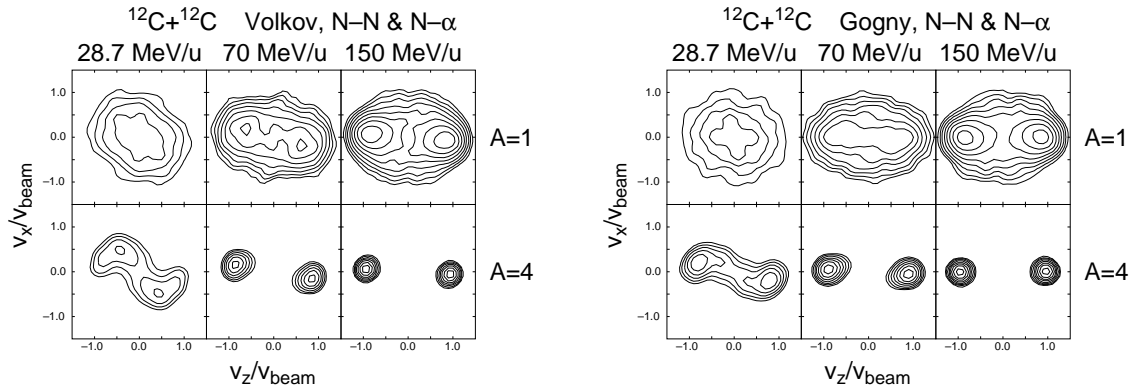 ¹²C+¹²C Volkov, N–N & N–α
28.7 MeV/u 70 MeV/u 150 MeV/u
1.0
0.0
−1.0
A=1
1.0
0.0
−1.0
A=4
vₓ/v_beam
−1.0 0.0 1.0 −1.0 0.0 1.0 −1.0 0.0 1.0
v_z/v_beam
¹²C+¹²C Gogny, N–N & N–α
28.7 MeV/u 70 MeV/u 150 MeV/u
1.0
0.0
−1.0
A=1
1.0
0.0
−1.0
A=4
vₓ/v_beam
−1.0 0.0 1.0 −1.0 0.0 1.0 −1.0 0.0 1.0
v_z/v_beam